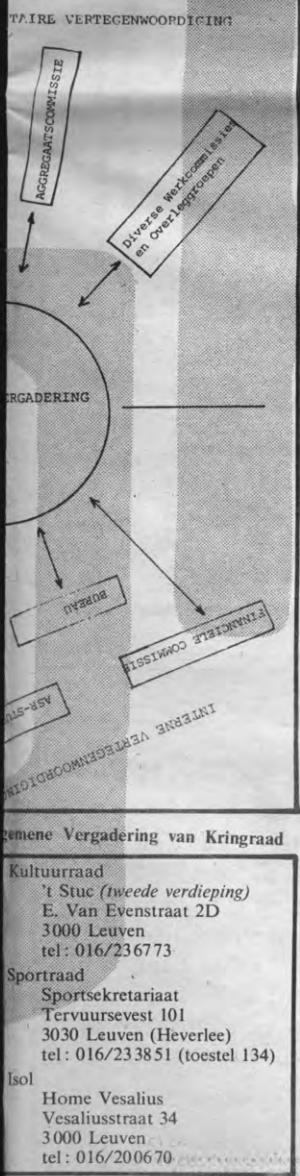 TAIRE VERTEGENWOORDIGING
AGGREGAATSCOMMISSIE
Diverse Werkcommissies
en Overleggroepen
ERGADERING
BUREAU
FINANCIELE COMMISSIE
ASR-STU
INTERNE VERTEGENWOORDIGING
gemene Vergadering van Kringraad
Kultuurraad
't Stuc (tweede verdieping)
E. Van Evenstraat 2D
3000 Leuven
tel: 016/236773
Sportraad
Sportsekretariaat
Tervuursevest 101
3030 Leuven (Heverlee)
tel: 016/233851 (toestel 134)
Isol
Home Vesalius
Vesaliusstraat 34
3000 Leuven
tel: 016/200670